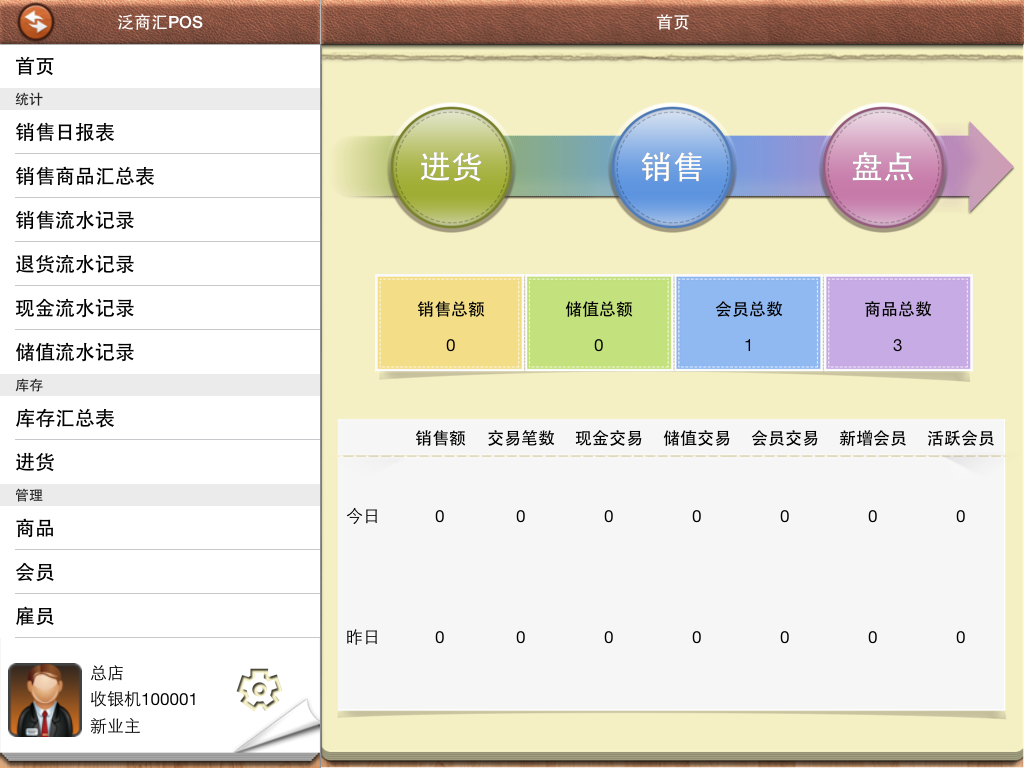 泛商汇POS
首页
首页
统计
销售日报表
销售商品汇总表
销售流水记录
退货流水记录
现金流水记录
储值流水记录
库存
库存汇总表
进货
管理
商品
会员
雇员
总店
收银机100001
新业主
进货 销售 盘点
销售总额 储值总额 会员总数 商品总数
0 0 1 3
销售额 交易笔数 现金交易 储值交易 会员交易 新增会员 活跃会员
今日 0 0 0 0 0 0 0
昨日 0 0 0 0 0 0 0